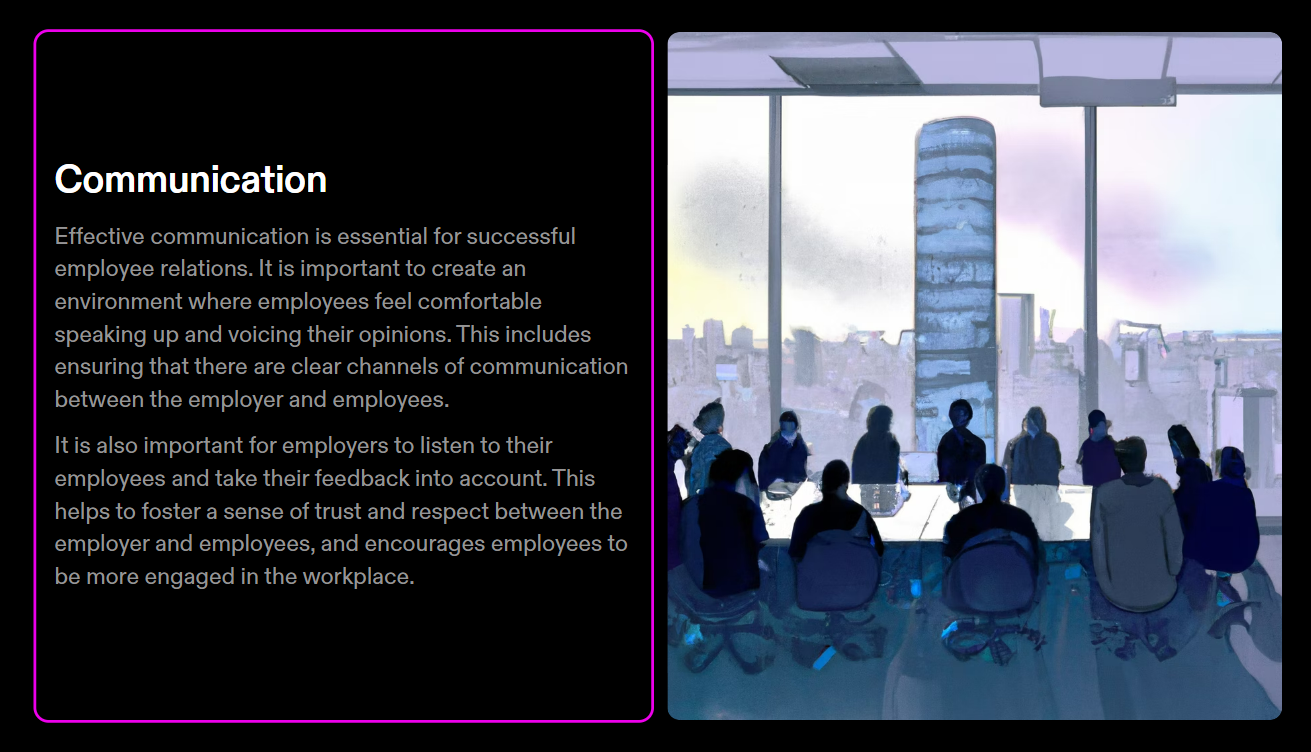 Communication
Effective communication is essential for successful
employee relations. It is important to create an
environment where employees feel comfortable
speaking up and voicing their opinions. This includes
ensuring that there are clear channels of communication
between the employer and employees.
It is also important for employers to listen to their
employees and take their feedback into account. This
helps to foster a sense of trust and respect between the
employer and employees, and encourages employees to
be more engaged in the workplace.